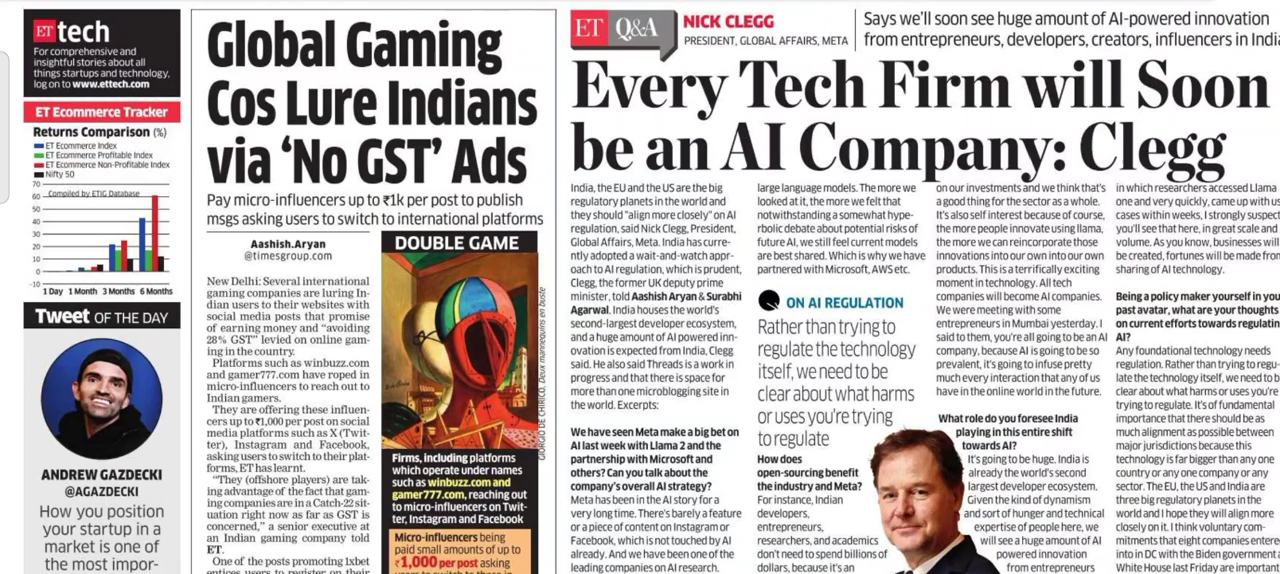 ET tech
For comprehensive and
insightful stories about all
things startups and technology,
log on to www.ettech.com
ET Ecommerce Tracker
Returns Comparison (%)
ET Ecommerce Index
ET Ecommerce Profitable Index
ET Ecommerce Non-Profitable Index
Nifty 50
70
Compiled by ETIG Database
60
50
40
30
20
10
0
-10
1 Day 1 Month 3 Months 6 Months
Tweet OF THE DAY
ANDREW GAZDECKI
@AGAZDECKI
How you position
your startup in a
market is one of
the most impor-
Global Gaming
Cos Lure Indians
via ‘No GST’ Ads
Pay micro-influencers up to ₹1k per post to publish
msgs asking users to switch to international platforms
Aashish.Aryan
@timesgroup.com
New Delhi: Several international
gaming companies are luring In-
dian users to their websites with
social media posts that promise
of earning money and “avoiding
28% GST” levied on online gam-
ing in the country.
Platforms such as winbuzz.com
and gamer777.com have roped in
micro-influencers to reach out to
Indian gamers.
They are offering these influen-
cers up to ₹1,000 per post on social
media platforms such as X (Twit-
ter), Instagram and Facebook,
asking users to switch to their plat-
forms, ET has learnt.
“They (offshore players) are tak-
ing advantage of the fact that gam-
ing companies are in a Catch-22 sit-
uation right now as far as GST is
concerned,” a senior executive at
an Indian gaming company told
ET.
One of the posts promoting 1xbet
entices users to register on their
DOUBLE GAME
GIORGIO DE CHIRICO. Deux mannequins en buste
Firms, including platforms
which operate under names
such as winbuzz.com and
gamer777.com, reaching out
to micro-influencers on Twit-
ter, Instagram and Facebook
Micro-influencers being
paid small amounts of up to
₹1,000 per post asking
users to switch to these in-
ET Q&A
NICK CLEGG
PRESIDENT, GLOBAL AFFAIRS, META
Says we’ll soon see huge amount of AI-powered innovation
from entrepreneurs, developers, creators, influencers in India
Every Tech Firm will Soon
be an AI Company: Clegg
India, the EU and the US are the big
regulatory planets in the world and
they should “align more closely” on AI
regulation, said Nick Clegg, President,
Global Affairs, Meta. India has curre-
ntly adopted a wait-and-watch appr-
oach to AI regulation, which is prudent,
Clegg, the former UK deputy prime
minister, told Aashish Aryan & Surabhi
Agarwal. India houses the world’s
second-largest developer ecosystem,
and a huge amount of AI powered inn-
ovation is expected from India, Clegg
said. He also said Threads is a work in
progress and that there is space for
more than one microblogging site in
the world. Excerpts:
We have seen Meta make a big bet on
AI last week with Llama 2 and the
partnership with Microsoft and
others? Can you talk about the
company’s overall AI strategy?
Meta has been in the AI story for a
very long time. There’s barely a feature
or a piece of content on Instagram or
Facebook, which is not touched by AI
already. And we have been one of the
leading companies on AI research.
large language models. The more we
looked at it, the more we felt that
notwithstanding a somewhat hype-
rbolic debate about potential risks of
future AI, we still feel current models
are best shared. Which is why we have
partnered with Microsoft, AWS etc.
ON AI REGULATION
Rather than trying to
regulate the technology
itself, we need to be
clear about what harms
or uses you’re trying
to regulate
How does
open-sourcing benefit
the industry and Meta?
For instance, Indian
developers,
entrepreneurs,
researchers, and academics
don’t need to spend billions of
dollars, because it’s an
on our investments and we think that’s
a good thing for the sector as a whole.
It’s also self interest because of course,
the more people innovate using llama,
the more we can reincorporate those
innovations into our own into our own
products. This is a terrifically exciting
moment in technology. All tech
companies will become AI companies.
We were meeting with some
entrepreneurs in Mumbai yesterday. I
said to them, you’re all going to be an AI
company, because AI is going to be so
prevalent, it’s going to infuse pretty
much every interaction that any of us
have in the online world in the future.
What role do you foresee India
playing in this entire shift
towards AI?
It’s going to be huge. India is
already the world’s second
largest developer ecosystem.
Given the kind of dynamism
and sort of hunger and technical
expertise of people here, we
will see a huge amount of AI
powered innovation
from entrepreneurs
in which researchers accessed Llama
one and very quickly, came up with us
cases within weeks, I strongly suspect
you’ll see that here, in great scale and
volume. As you know, businesses will
be created, fortunes will be made from
sharing of AI technology.
Being a policy maker yourself in you
past avatar, what are your thoughts
on current efforts towards regulatin
AI?
Any foundational technology needs
regulation. Rather than trying to regu-
late the technology itself, we need to b
clear about what harms or uses you’re
trying to regulate. It’s of fundamental
importance that there should be as
much alignment as possible between
major jurisdictions because this
technology is far bigger than any one
country or any one company or any
sector. The EU, the US and India are
three big regulatory planets in the
world and I hope they will align more
closely on it. I think voluntary com-
mitments that eight companies entere
into in DC with the Biden government a
White House last Friday are important